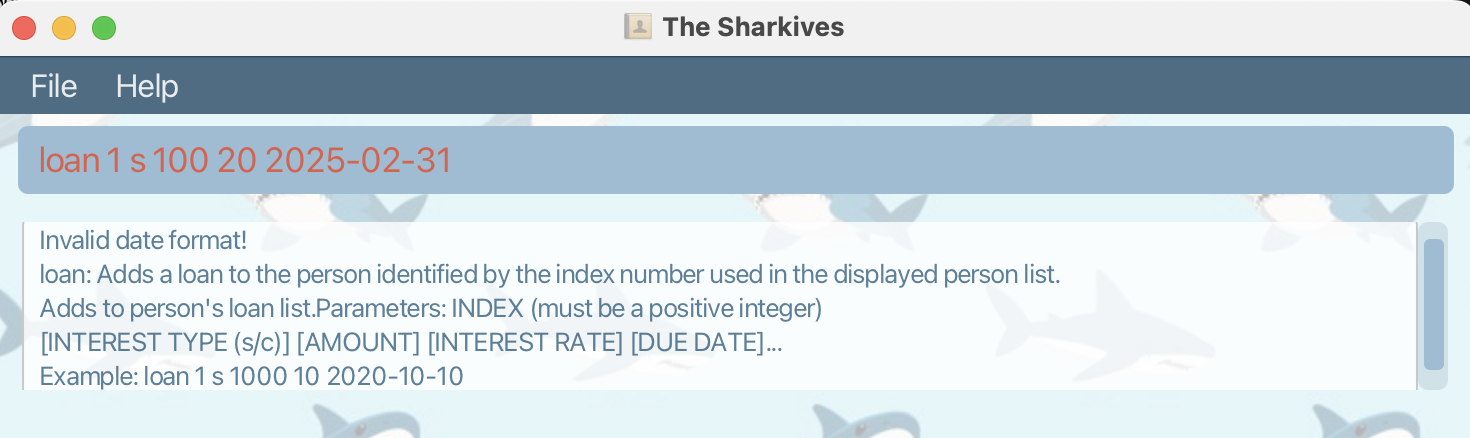 The Sharkives
File Help
loan 1 s 100 20 2025-02-31
Invalid date format!
loan: Adds a loan to the person identified by the index number used in the displayed person list.
Adds to person's loan list.Parameters: INDEX (must be a positive integer)
[INTEREST TYPE (s/c)] [AMOUNT] [INTEREST RATE] [DUE DATE]...
Example: loan 1 s 1000 10 2020-10-10